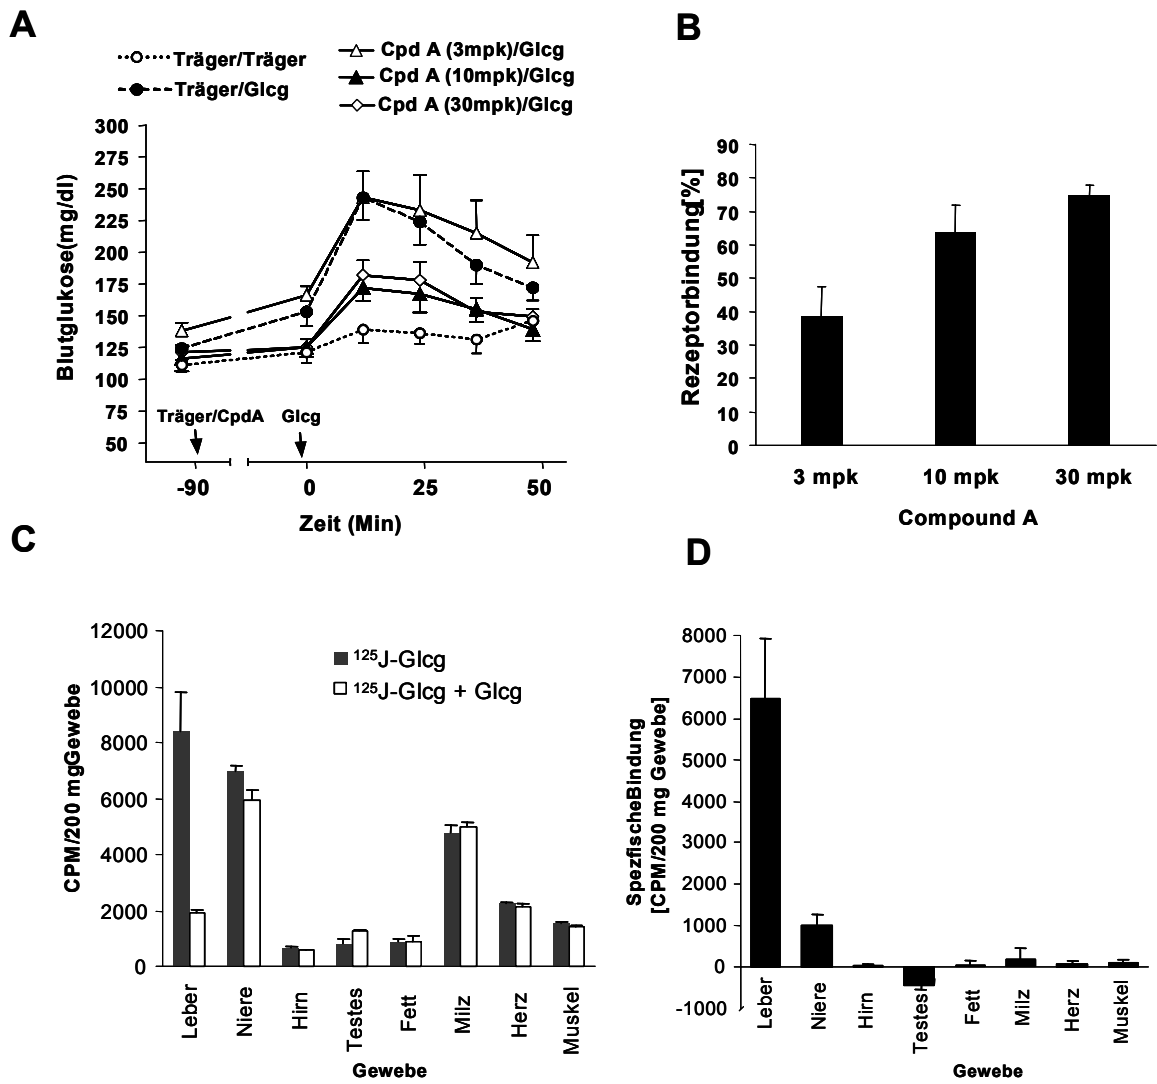 A
Träger/Träger
Träger/Glcg
Cpd A (3mpk)/Glcg
Cpd A (10mpk)/Glcg
Cpd A (30mpk)/Glcg
300
275
250
225
200
175
150
125
100
75
50
Blutglukose(mg/dl)
Träger/CpdA
Glcg
-90
0
25
50
Zeit (Min)
B
90
80
70
60
50
40
30
20
10
0
Rezeptorbindung[%]
3 mpk
10 mpk
30 mpk
Compound A
C
12000
10000
8000
6000
4000
2000
0
CPM/200 mgGewebe
125J-Glcg
125J-Glcg + Glcg
Leber
Niere
Hirn
Testes
Fett
Milz
Herz
Muskel
Gewebe
D
8000
7000
6000
5000
4000
3000
2000
1000
0
-1000
SpezfischeBindung
[CPM/200 mg Gewebe]
Leber
Niere
Hirn
Testes
Fett
Milz
Herz
Muskel
Gewebe